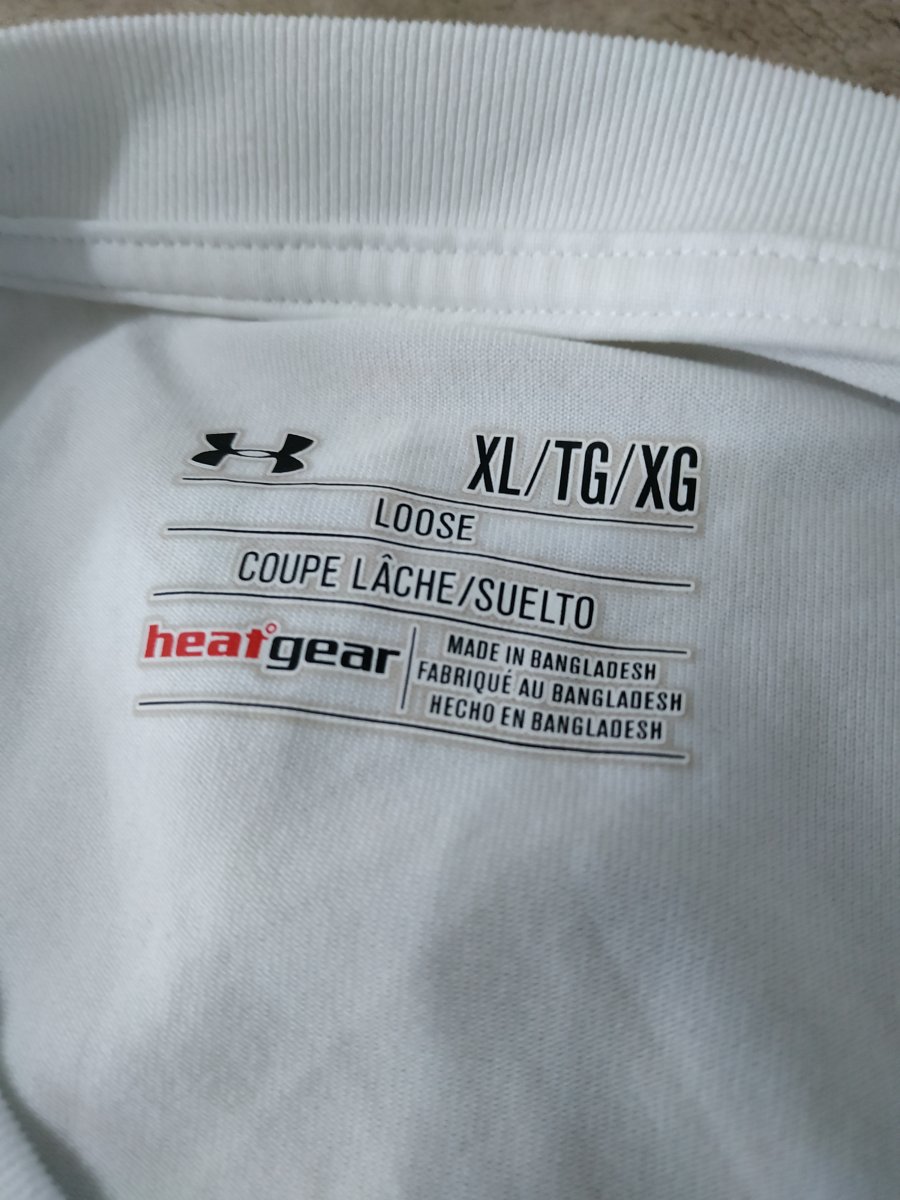 XL/TG/XG
LOOSE
COUPE LÂCHE/SUELTO
heatgear
MADE IN BANGLADESH
FABRIQUÉ AU BANGLADESH
HECHO EN BANGLADESH